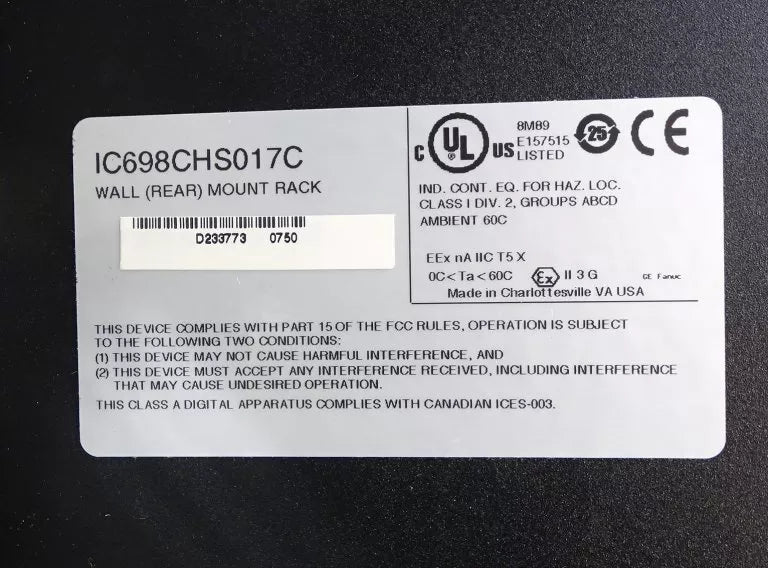 IC698CHS017C
WALL (REAR) MOUNT RACK
D233773 0750
C UL US LISTED
8M89
E157515
25
CE
IND. CONT. EQ. FOR HAZ. LOC.
CLASS I DIV. 2, GROUPS ABCD
AMBIENT 60C
EEx nA IIC T5 X
0C<Ta<60C Ex II 3 G GE Fanuc
Made in Charlottesville VA USA
THIS DEVICE COMPLIES WITH PART 15 OF THE FCC RULES, OPERATION IS SUBJECT
TO THE FOLLOWING TWO CONDITIONS:
(1) THIS DEVICE MAY NOT CAUSE HARMFUL INTERFERENCE, AND
(2) THIS DEVICE MUST ACCEPT ANY INTERFERENCE RECEIVED, INCLUDING INTERFERENCE
THAT MAY CAUSE UNDESIRED OPERATION.
THIS CLASS A DIGITAL APPARATUS COMPLIES WITH CANADIAN ICES-003.